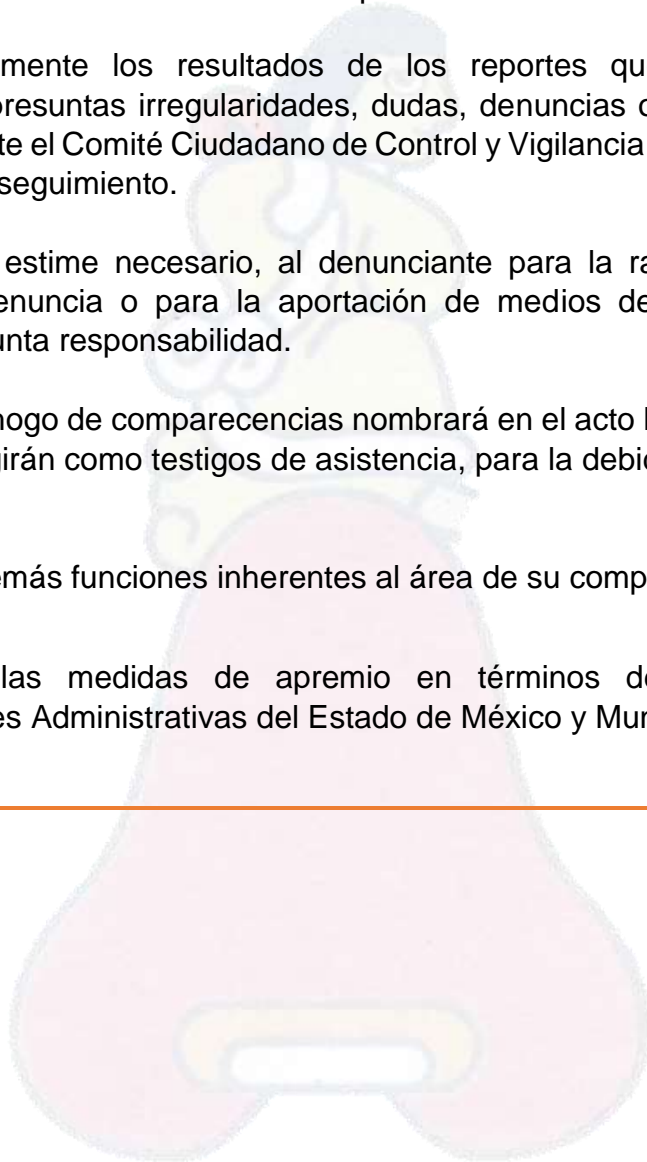 mente los resultados de los reportes qu
presuntas irregularidades, dudas, denuncias
te el Comité Ciudadano de Control y Vigilancia
seguimiento.
estime necesario, al denunciante para la ra
enuncia o para la aportación de medios de
unta responsabilidad.
hogo de comparecencias nombrará en el acto
girán como testigos de asistencia, para la debi
emás funciones inherentes al área de su comp
las medidas de apremio en términos de
es Administrativas del Estado de México y Mun